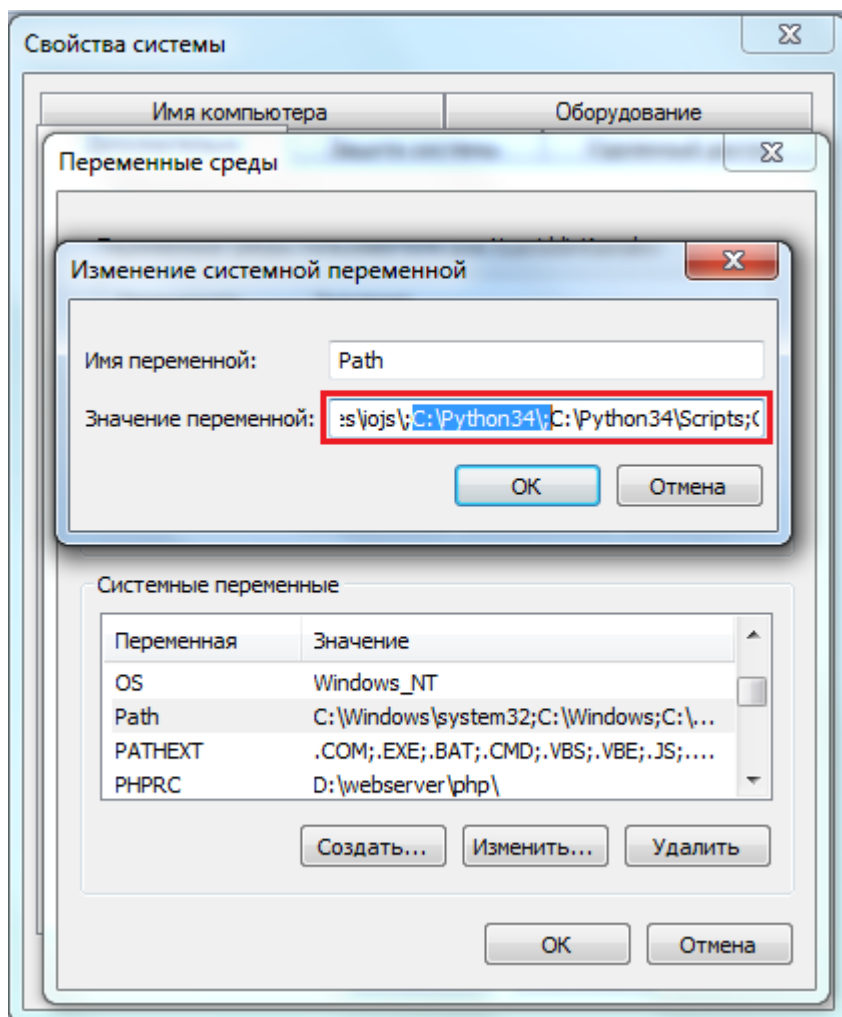 Свойства системы
Имя компьютера Оборудование
Переменные среды
Изменение системной переменной
Имя переменной: Path
Значение переменной: es\iojs\;C:\Python34\;C:\Python34\Scripts;C
ОК Отмена
Системные переменные
Переменная Значение
OS Windows_NT
Path C:\Windows\system32;C:\Windows;C:\...
PATHEXT .COM;.EXE;.BAT;.CMD;.VBS;.VBE;.JS;....
PHPRC D:\webserver\php\
Создать... Изменить... Удалить
ОК Отмена